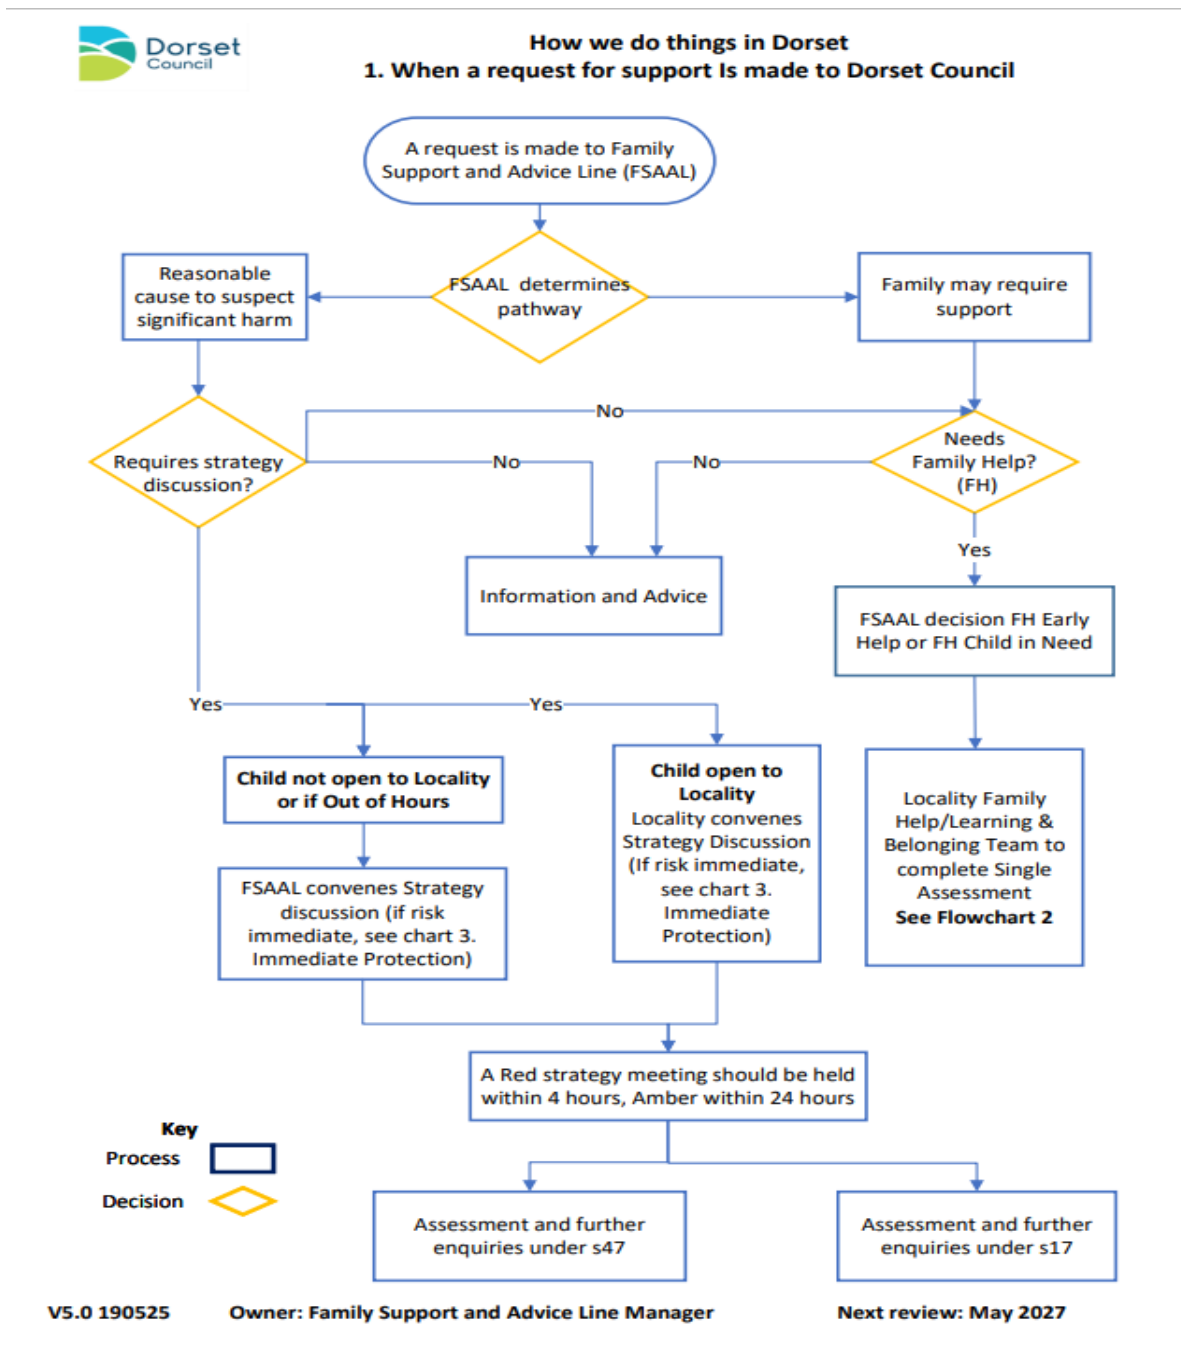 Dorset
Council
How we do things in Dorset
1. When a request for support Is made to Dorset Council
A request is made to Family
Support and Advice Line (FSAAL)
Reasonable
cause to suspect
significant harm
FSAAL determines
pathway
Family may require
support
No
Requires strategy
discussion?
No
No
Needs
Family Help?
(FH)
Yes
Information and Advice
FSAAL decision FH Early
Help or FH Child in Need
Yes
Yes
Child not open to Locality
or if Out of Hours
Child open to
Locality
Locality convenes
Strategy Discussion
(If risk immediate,
see chart 3.
Immediate
Protection)
Locality Family
Help/Learning &
Belonging Team to
complete Single
Assessment
See Flowchart 2
FSAAL convenes Strategy
discussion (if risk
immediate, see chart 3.
Immediate Protection)
A Red strategy meeting should be held
within 4 hours, Amber within 24 hours
Key
Process
Decision
Assessment and further
enquiries under s47
Assessment and further
enquiries under s17
V5.0 190525
Owner: Family Support and Advice Line Manager
Next review: May 2027